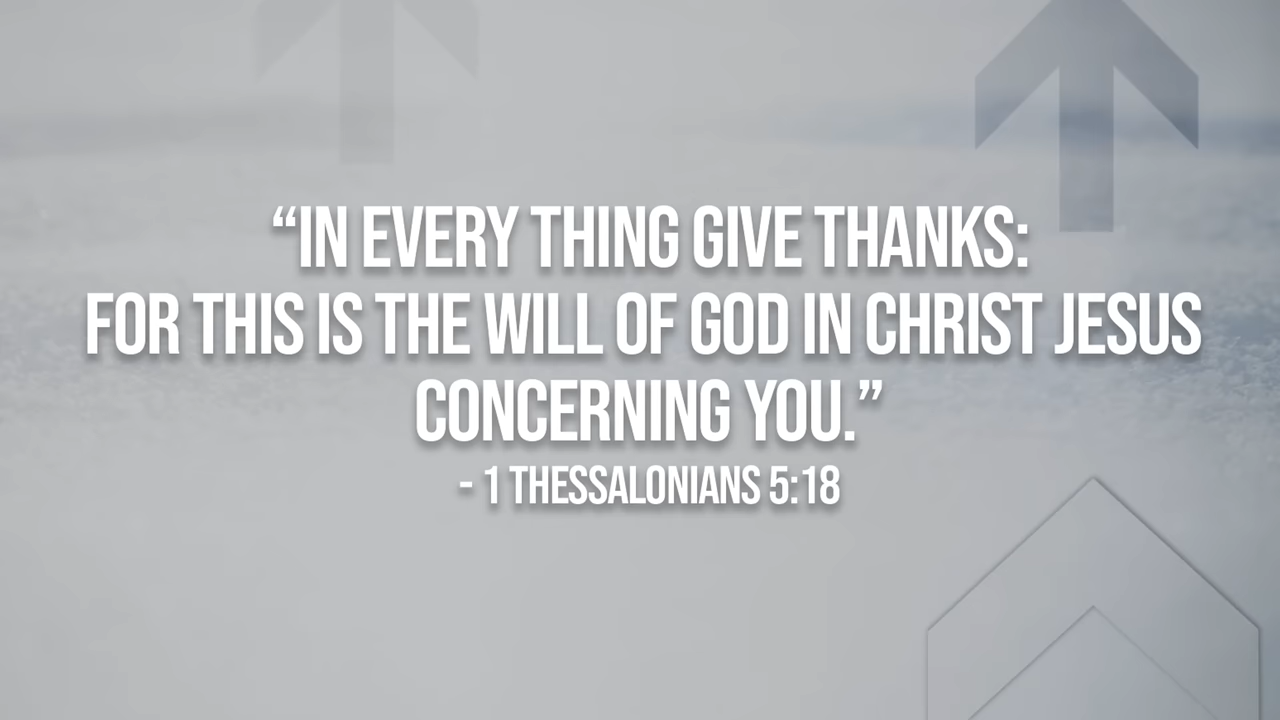 “IN EVERY THING GIVE THANKS:
FOR THIS IS THE WILL OF GOD IN CHRIST JESUS
CONCERNING YOU.”
- 1 THESSALONIANS 5:18